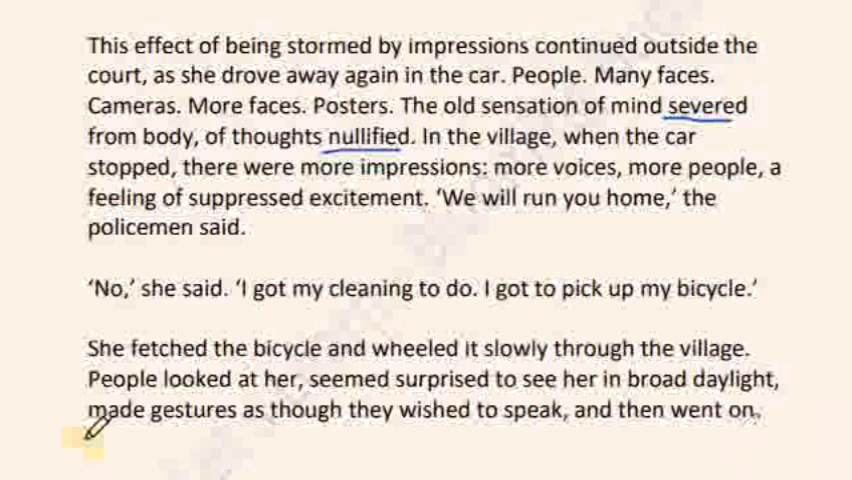 This effect of being stormed by impressions continued outside the
court, as she drove away again in the car. People. Many faces.
Cameras. More faces. Posters. The old sensation of mind severed
from body, of thoughts nullified. In the village, when the car
stopped, there were more impressions: more voices, more people, a
feeling of suppressed excitement. ‘We will run you home,’ the
policemen said.
‘No,’ she said. ‘I got my cleaning to do. I got to pick up my bicycle.’
She fetched the bicycle and wheeled it slowly through the village.
People looked at her, seemed surprised to see her in broad daylight,
made gestures as though they wished to speak, and then went on.